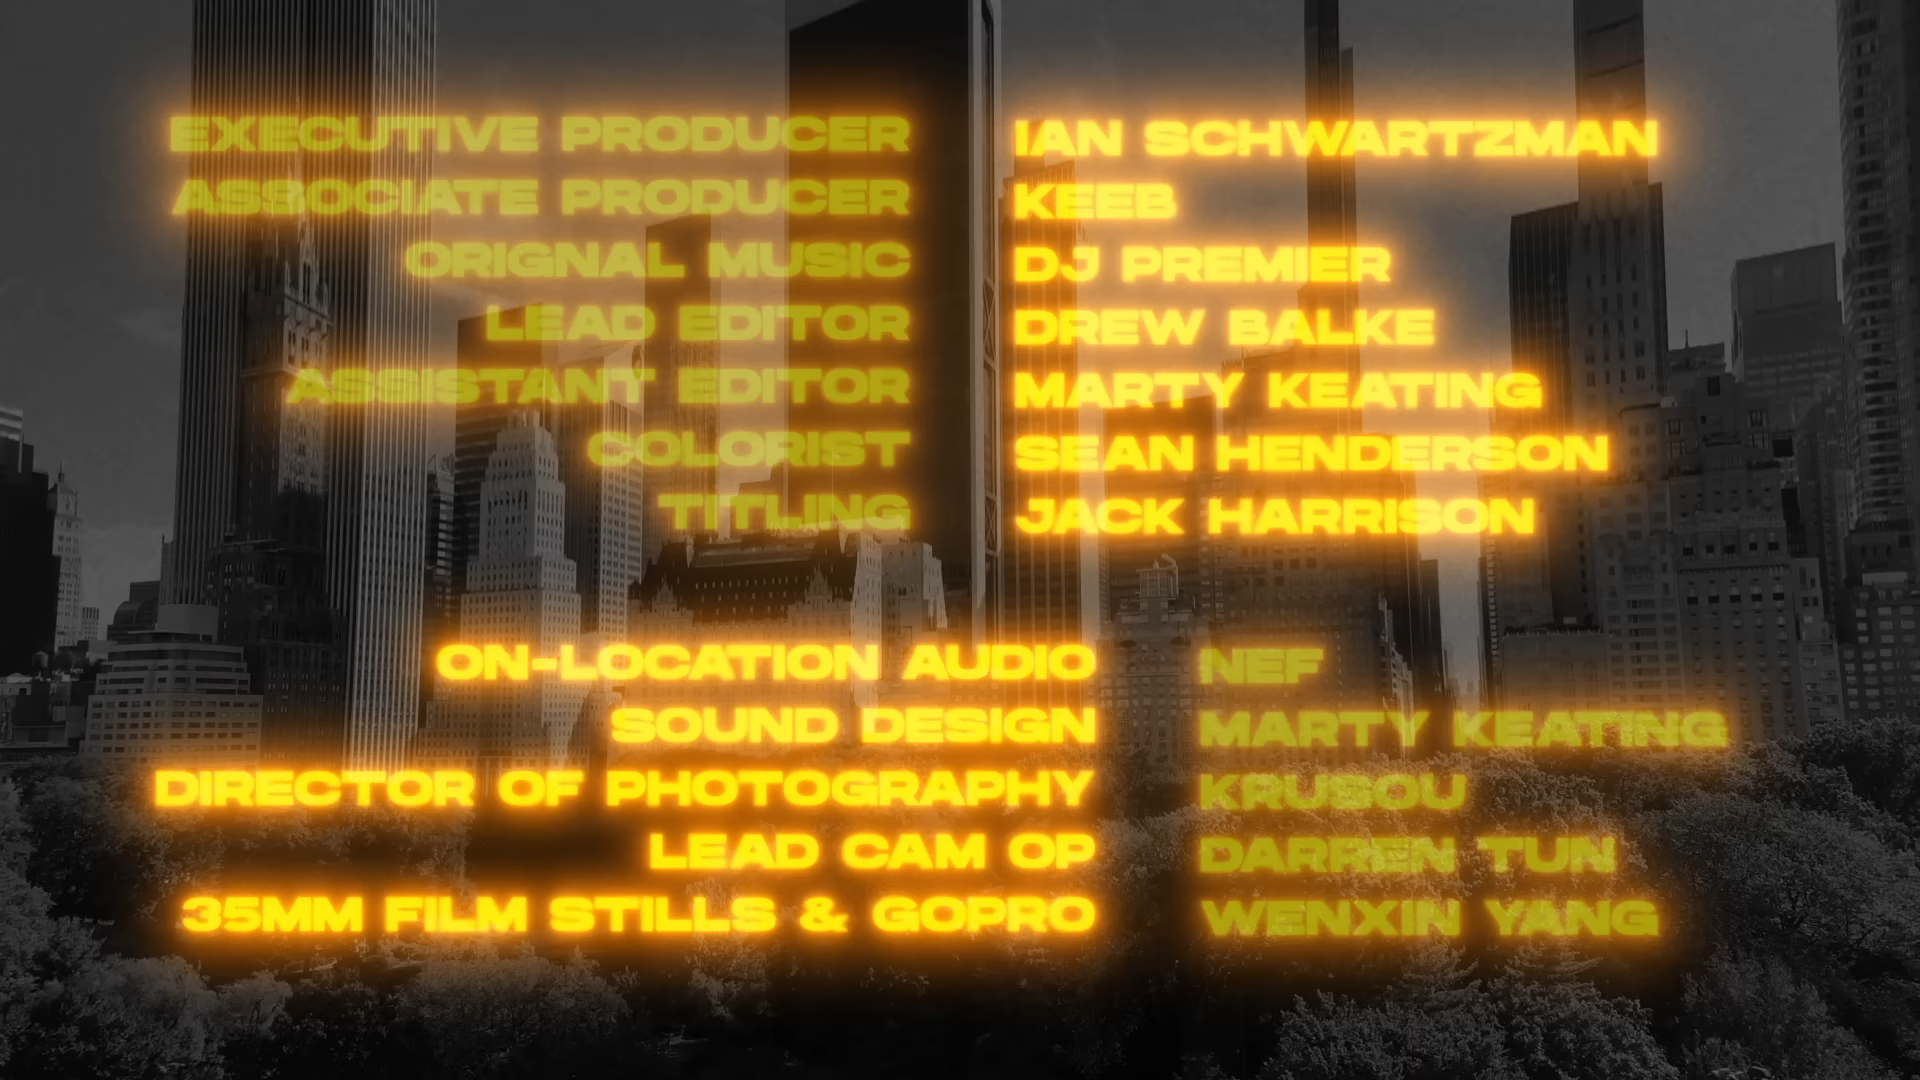 EXECUTIVE PRODUCER IAN SCHWARTZMAN
ASSOCIATE PRODUCER KEEB
ORIGNAL MUSIC DJ PREMIER
LEAD EDITOR DREW BALKE
ASSISTANT EDITOR MARTY KEATING
COLORIST SEAN HENDERSON
TITLING JACK HARRISON
ON-LOCATION AUDIO NEF
SOUND DESIGN MARTY KEATING
DIRECTOR OF PHOTOGRAPHY KRUSOU
LEAD CAM OP DARREN TUN
35MM FILM STILLS & GOPRO WENXIN YANG